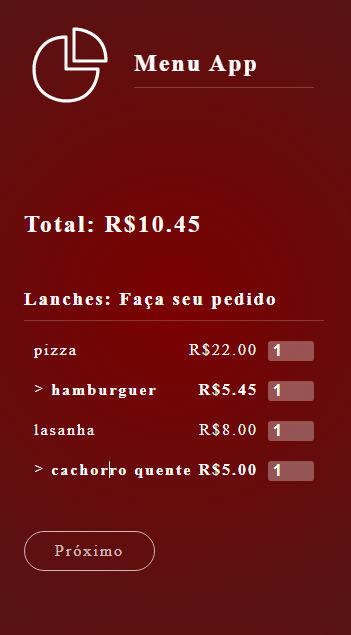 Menu App
Total: R$10.45
Lanches: Faça seu pedido
pizza R$22.00 1
> hamburguer R$5.45 1
lasanha R$8.00 1
> cachorro quente R$5.00 1
Próximo